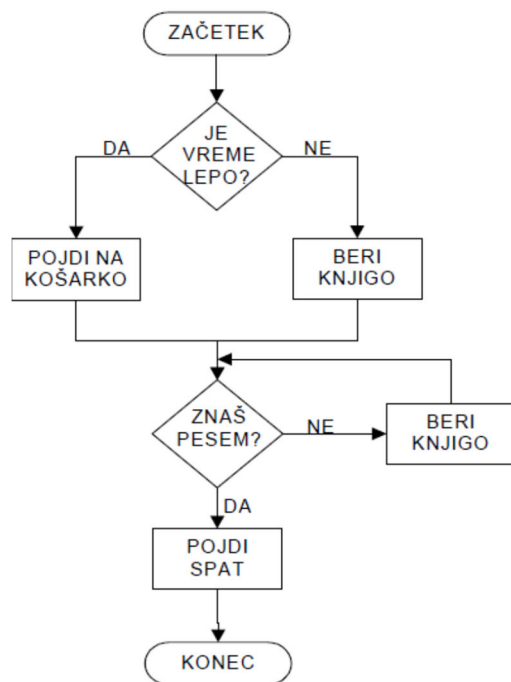 ZAČETEK
JE
VREME
LEPO?
DA
NE
POJDI NA
KOŠARKO
BERI
KNJIGO
ZNAŠ
PESEM?
NE
BERI
KNJIGO
DA
POJDI
SPAT
KONEC